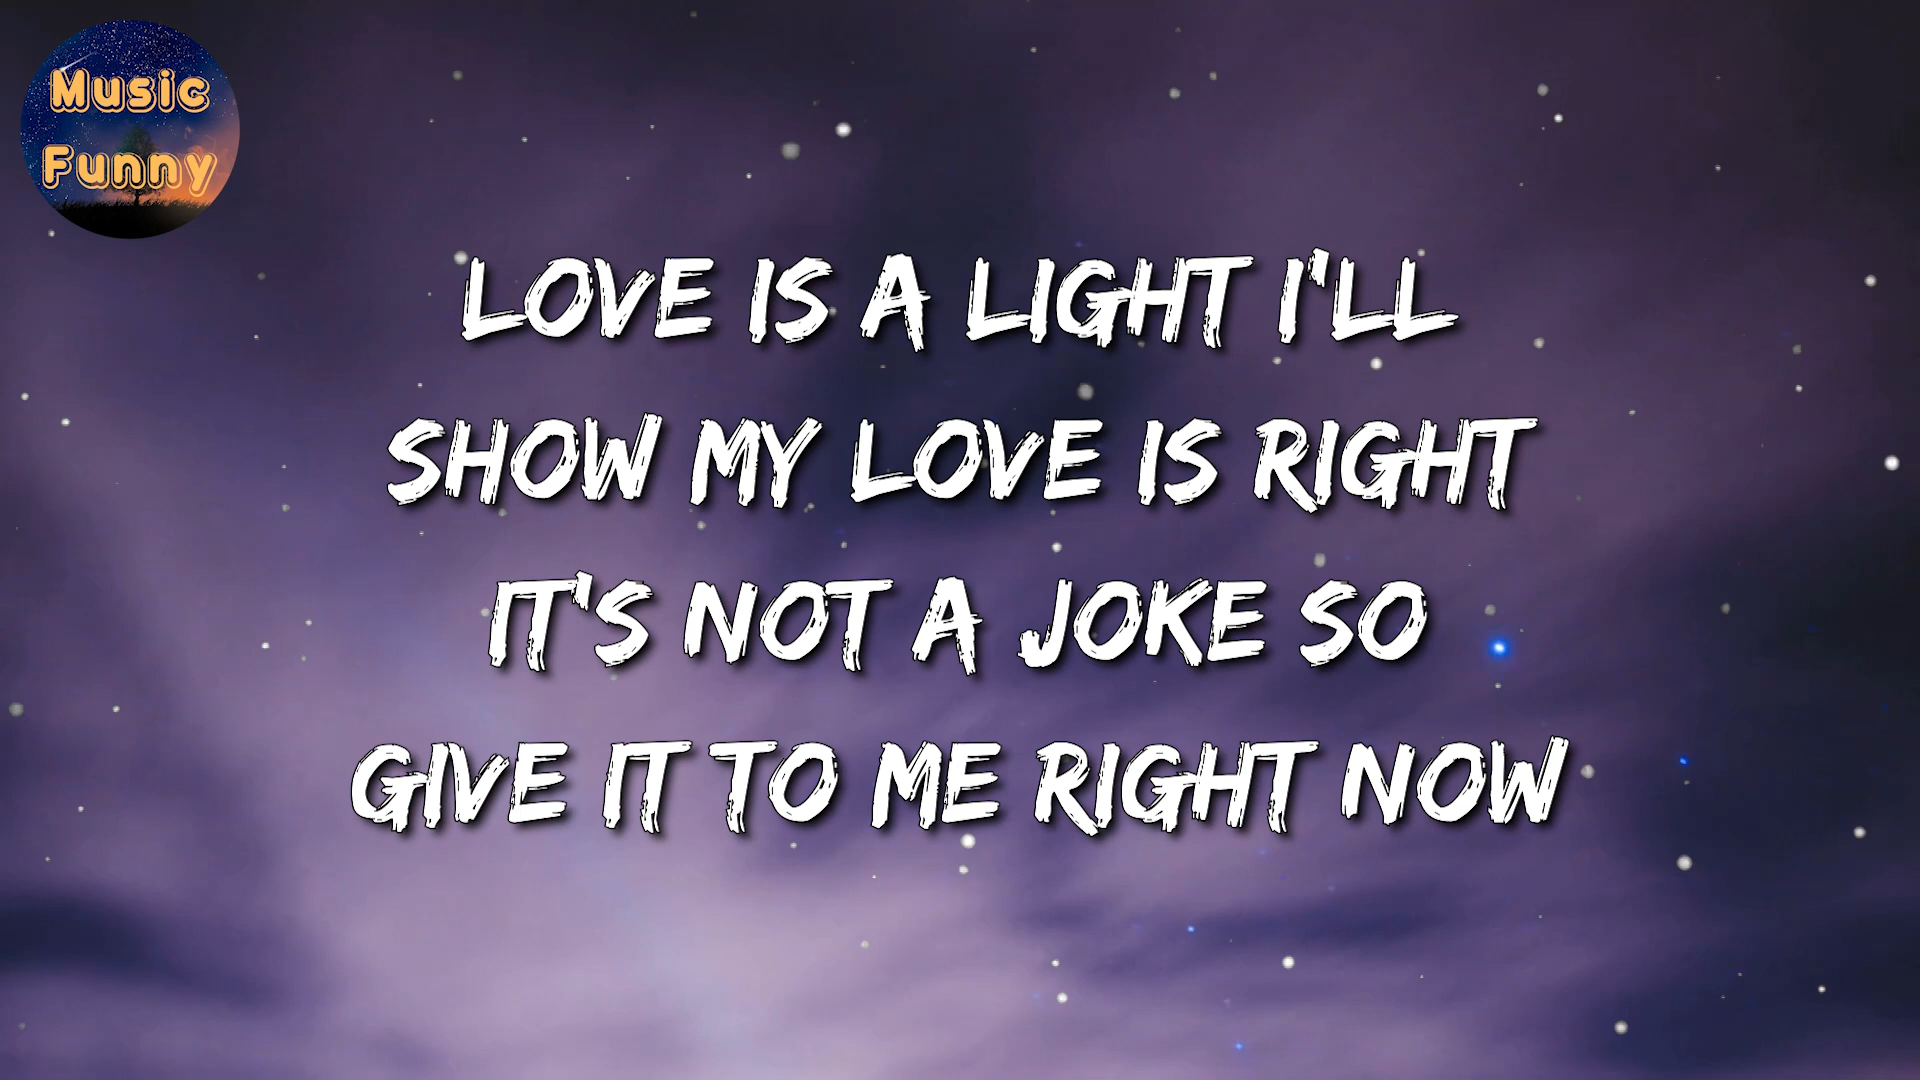 Music
Funny
LOVE IS A LIGHT I'LL
SHOW MY LOVE IS RIGHT
IT'S NOT A JOKE SO
GIVE IT TO ME RIGHT NOW